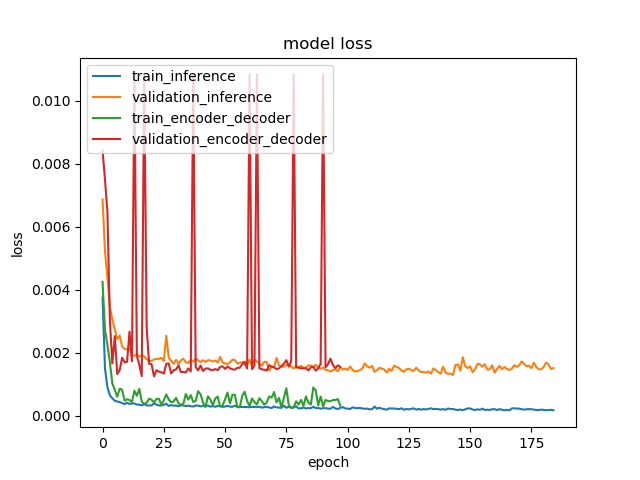 model loss
train_inference
validation_inference
train_encoder_decoder
validation_encoder_decoder
loss
0.010
0.008
0.006
0.004
0.002
0.000
0 25 50 75 100 125 150 175
epoch